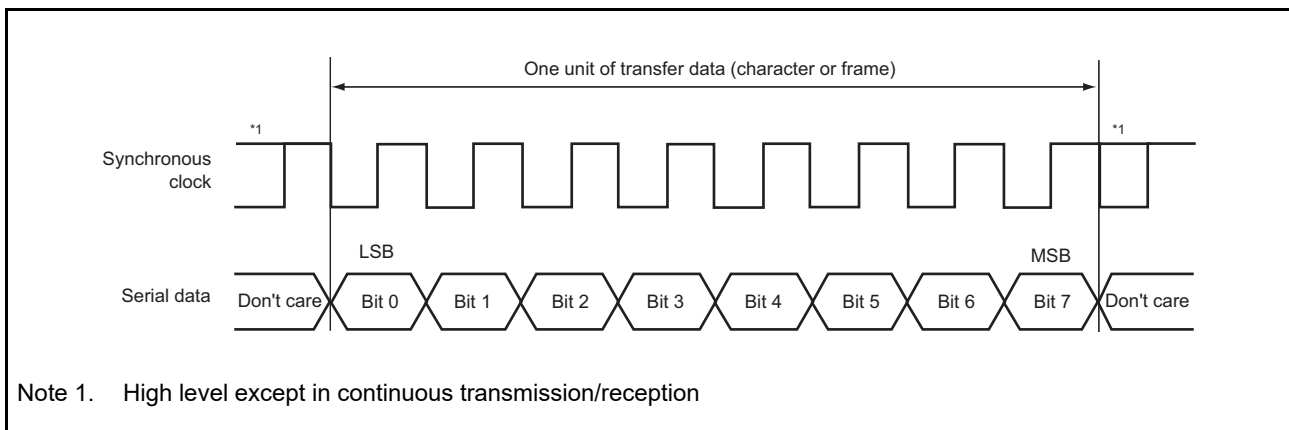 One unit of transfer data (character or frame)
*1
*1
Synchronous
clock
LSB
MSB
Serial data
Don't care
Bit 0
Bit 1
Bit 2
Bit 3
Bit 4
Bit 5
Bit 6
Bit 7
Don't care
Note 1. High level except in continuous transmission/reception